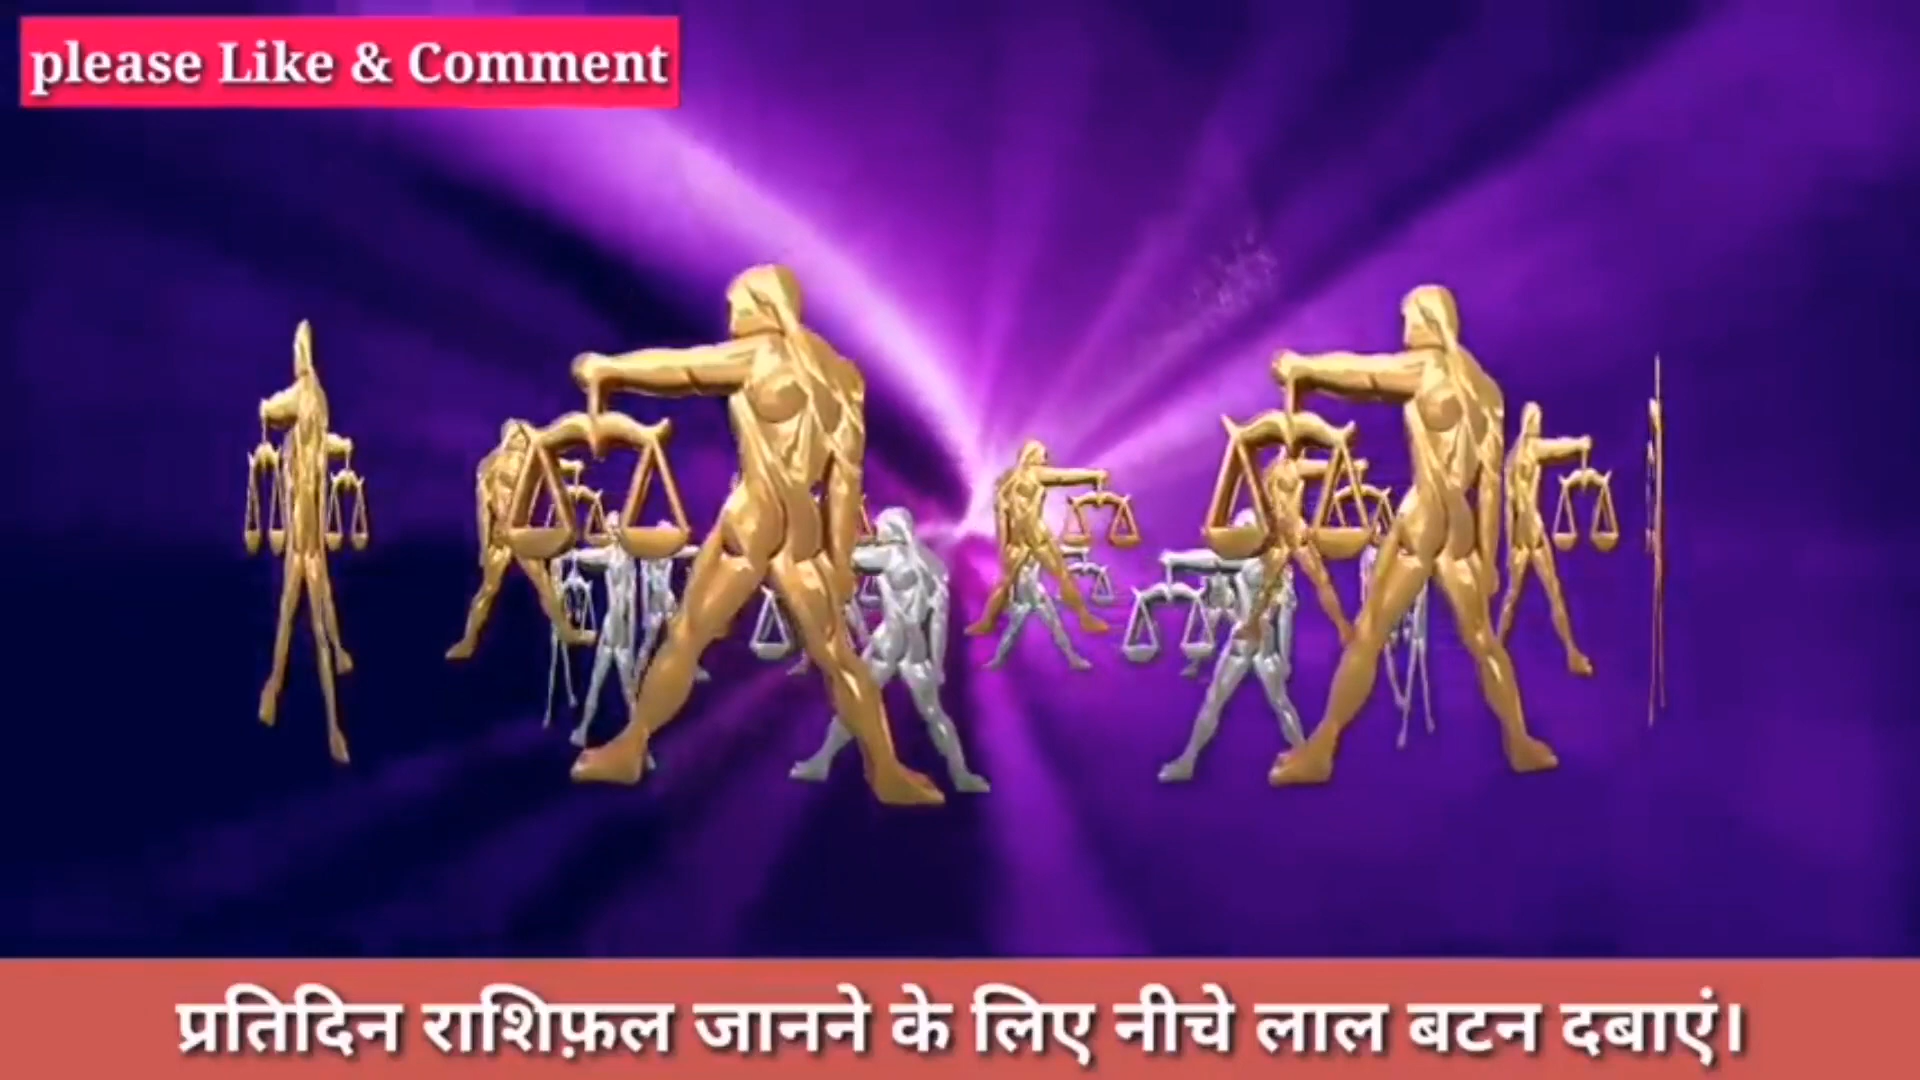 please Like & Comment
प्रतिदिन राशिफ़ल जानने के लिए नीचे लाल बटन दबाएं।